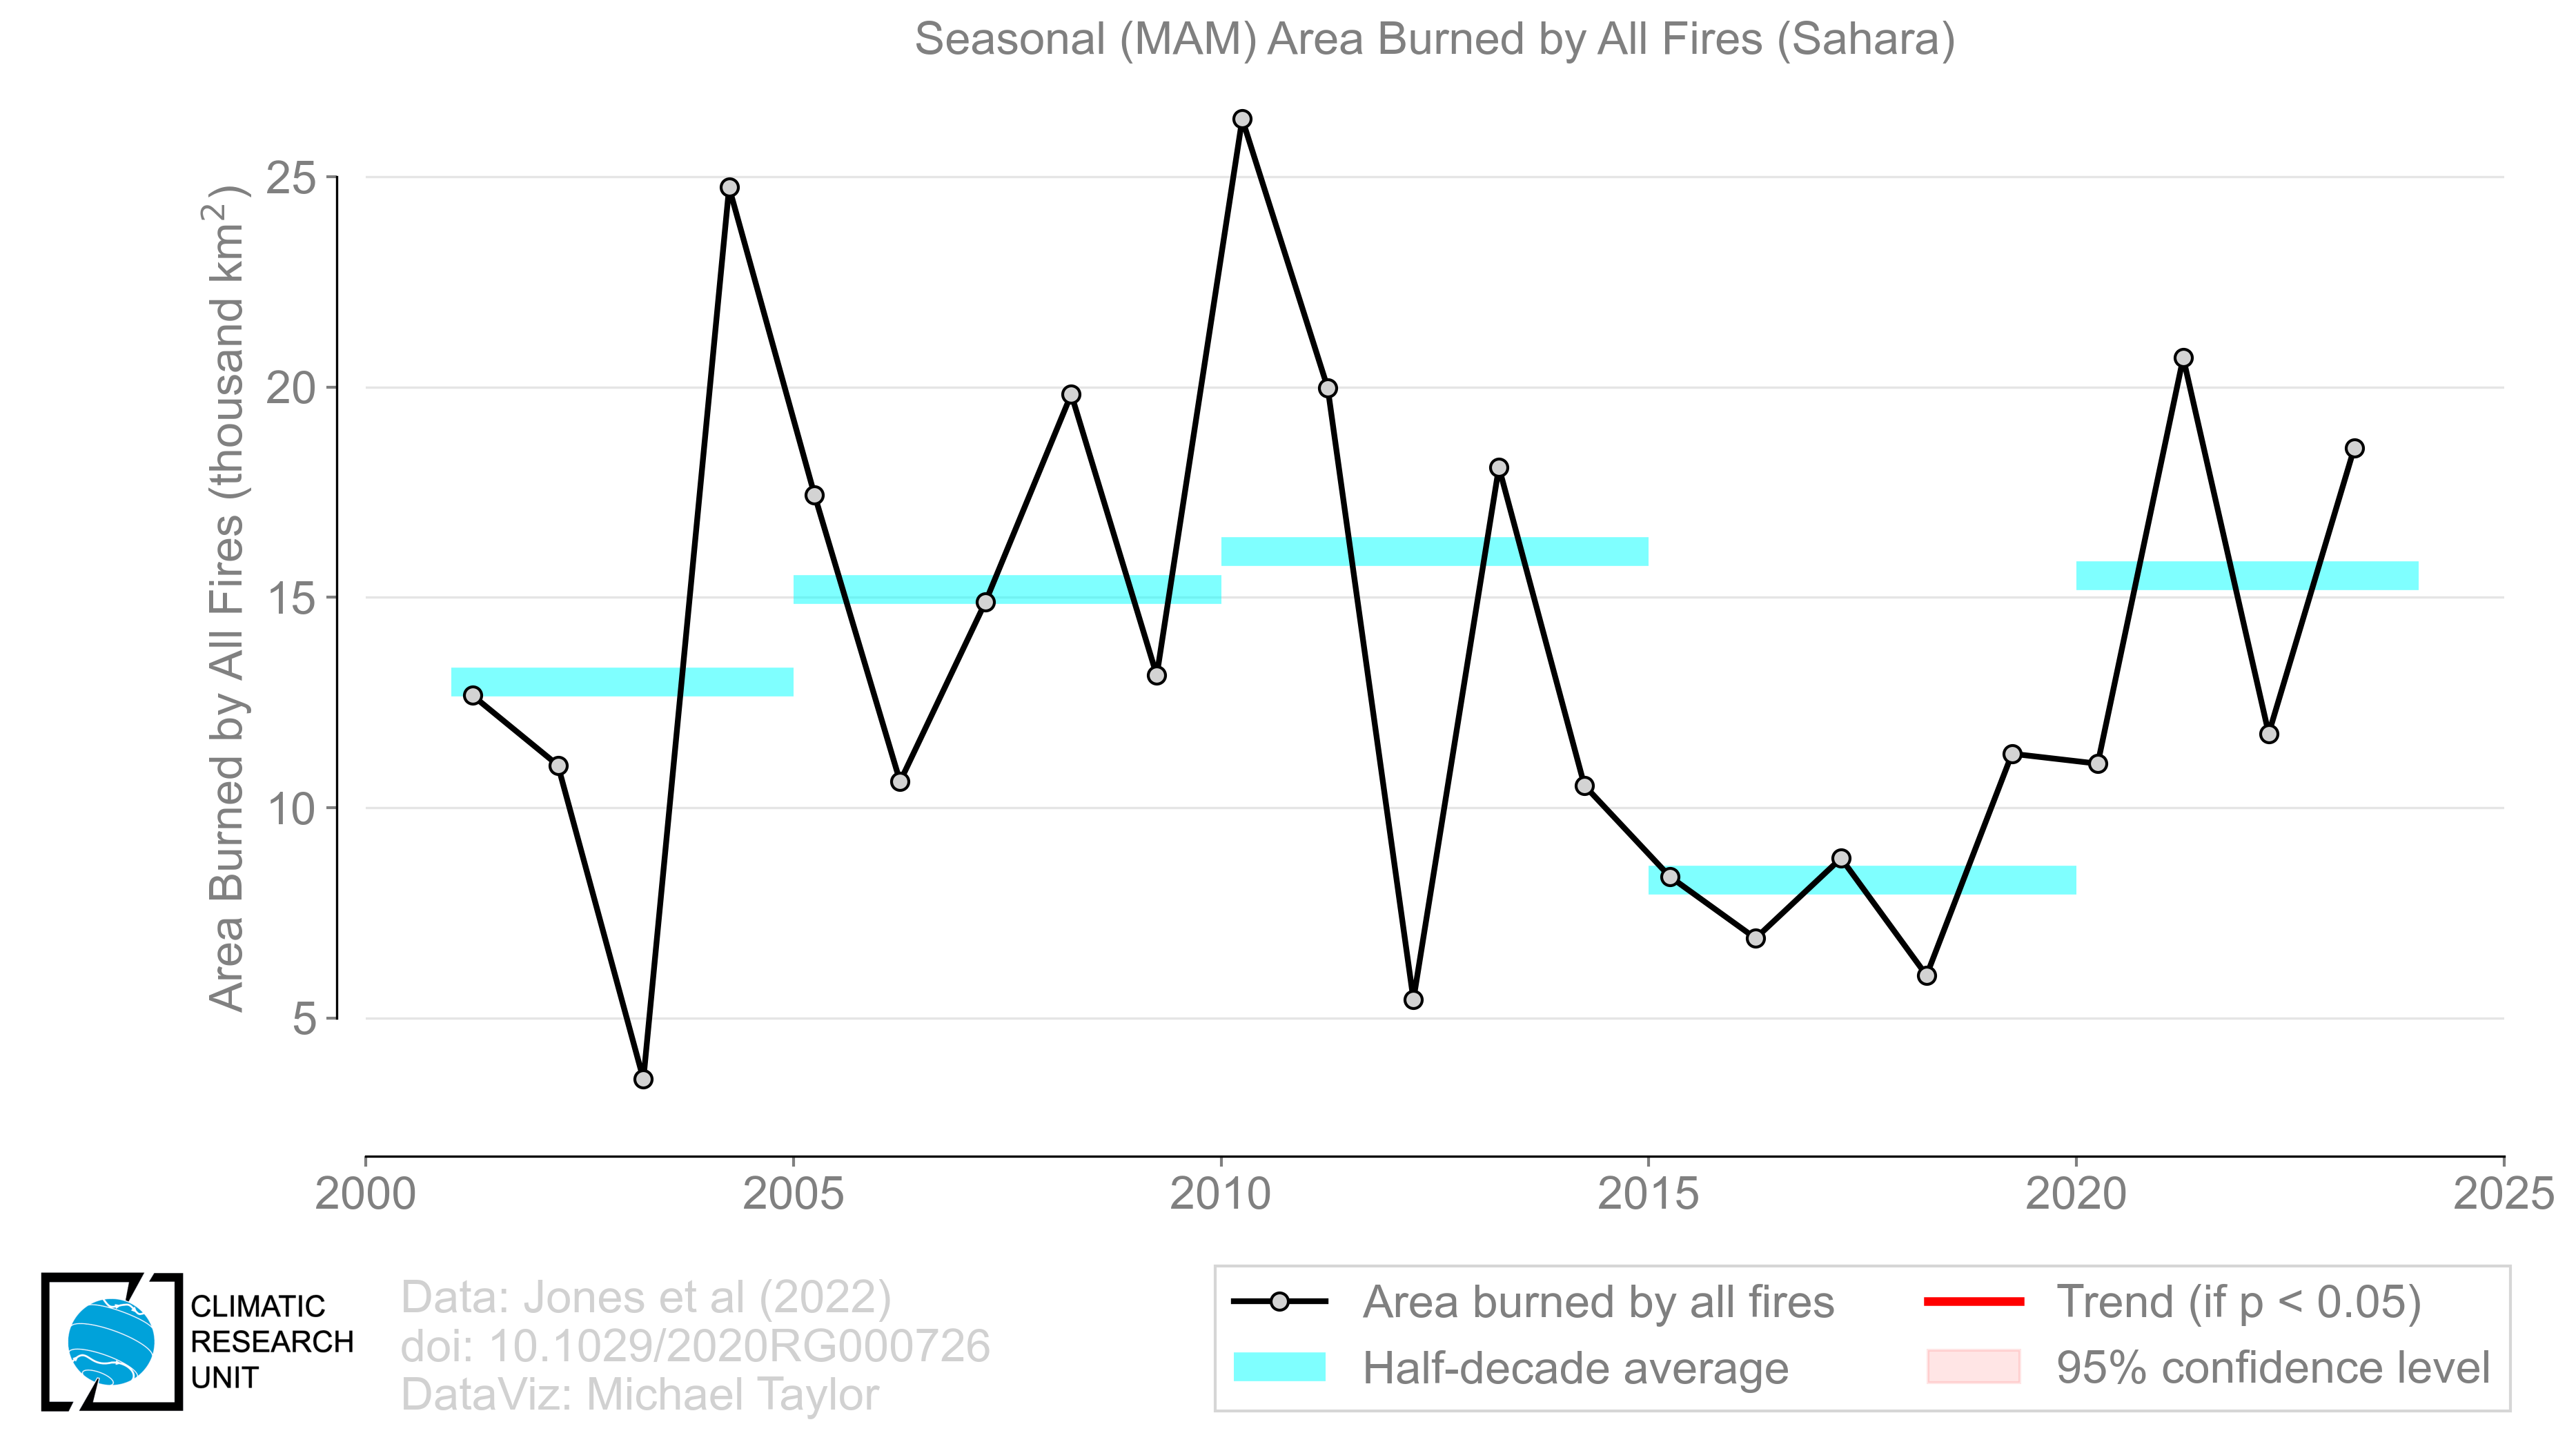 Seasonal (MAM) Area Burned by All Fires (Sahara)
Area Burned by All Fires (thousand km²)
25
20
15
10
5
2000 2005 2010 2015 2020 2025
CLIMATIC
RESEARCH
UNIT
Data: Jones et al (2022)
doi: 10.1029/2020RG000726
DataViz: Michael Taylor
Area burned by all fires
Half-decade average
Trend (if p < 0.05)
95% confidence level